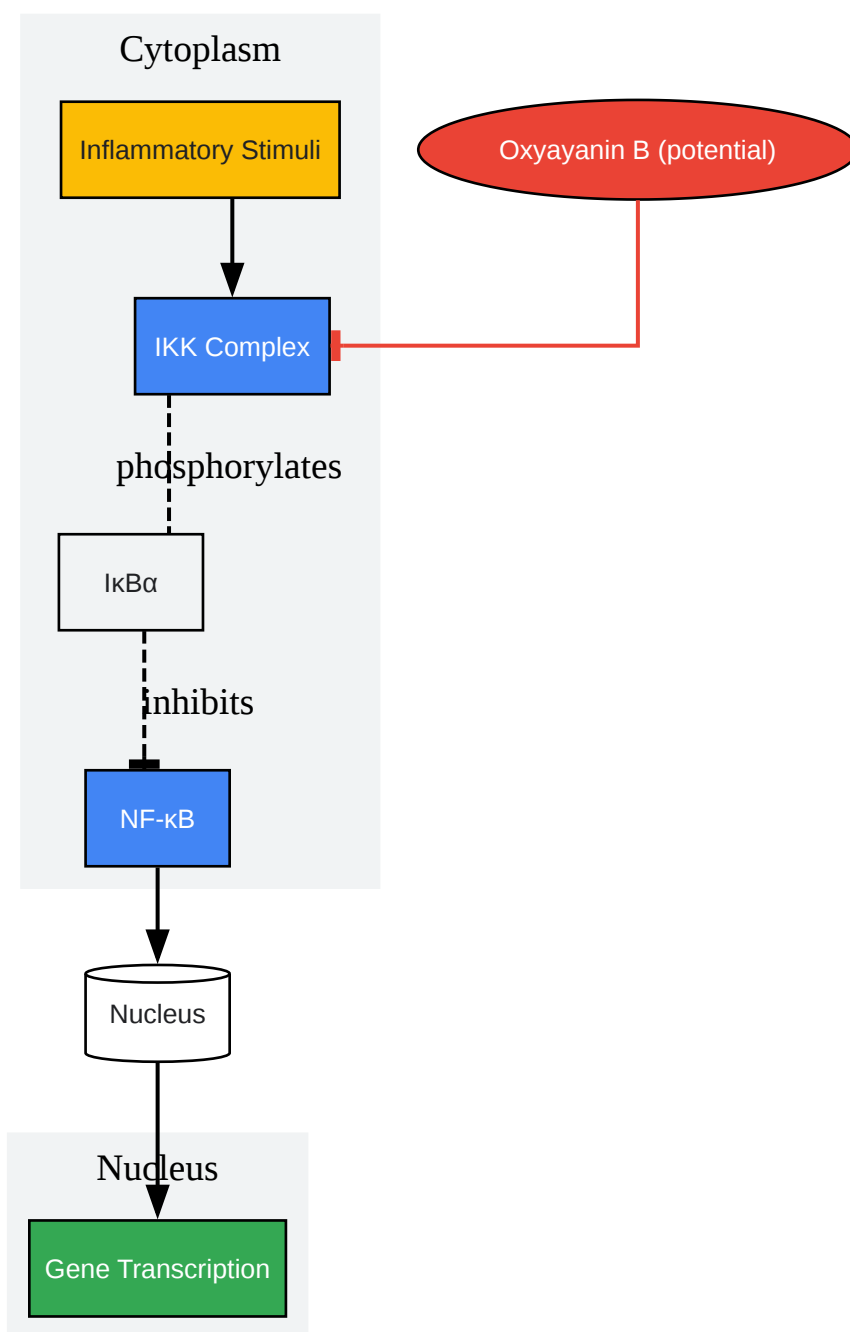 Cytoplasm
Inflammatory Stimuli
Oxyayanin B (potential)
IKK Complex
phosphorylates
IκBα
inhibits
NF-κB
Nucleus
Nucleus
Gene Transcription